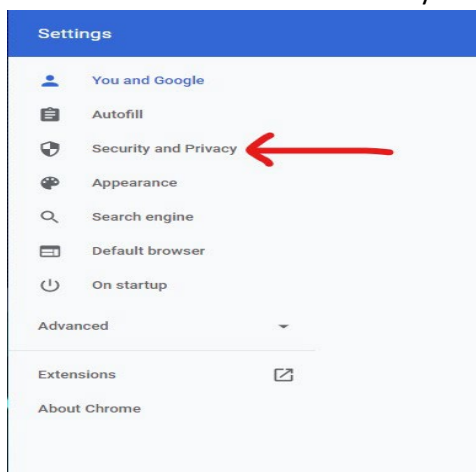 Settings
You and Google
Autofill
Security and Privacy
Appearance
Search engine
Default browser
On startup
Advanced
Extensions
About Chrome